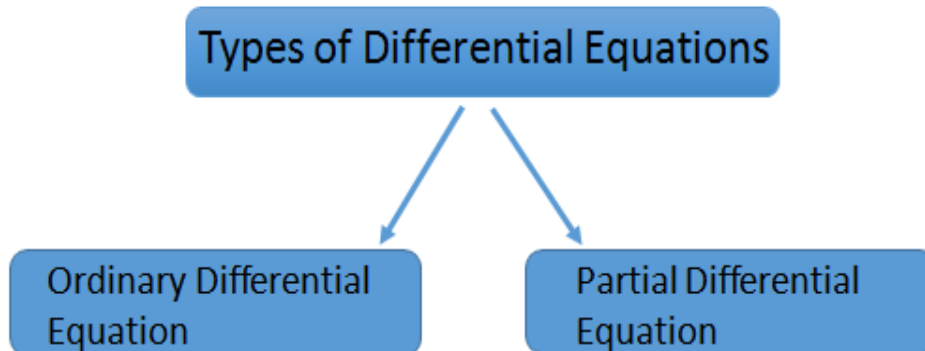 Types of Differential Equations
Ordinary Differential
Equation
Partial Differential
Equation